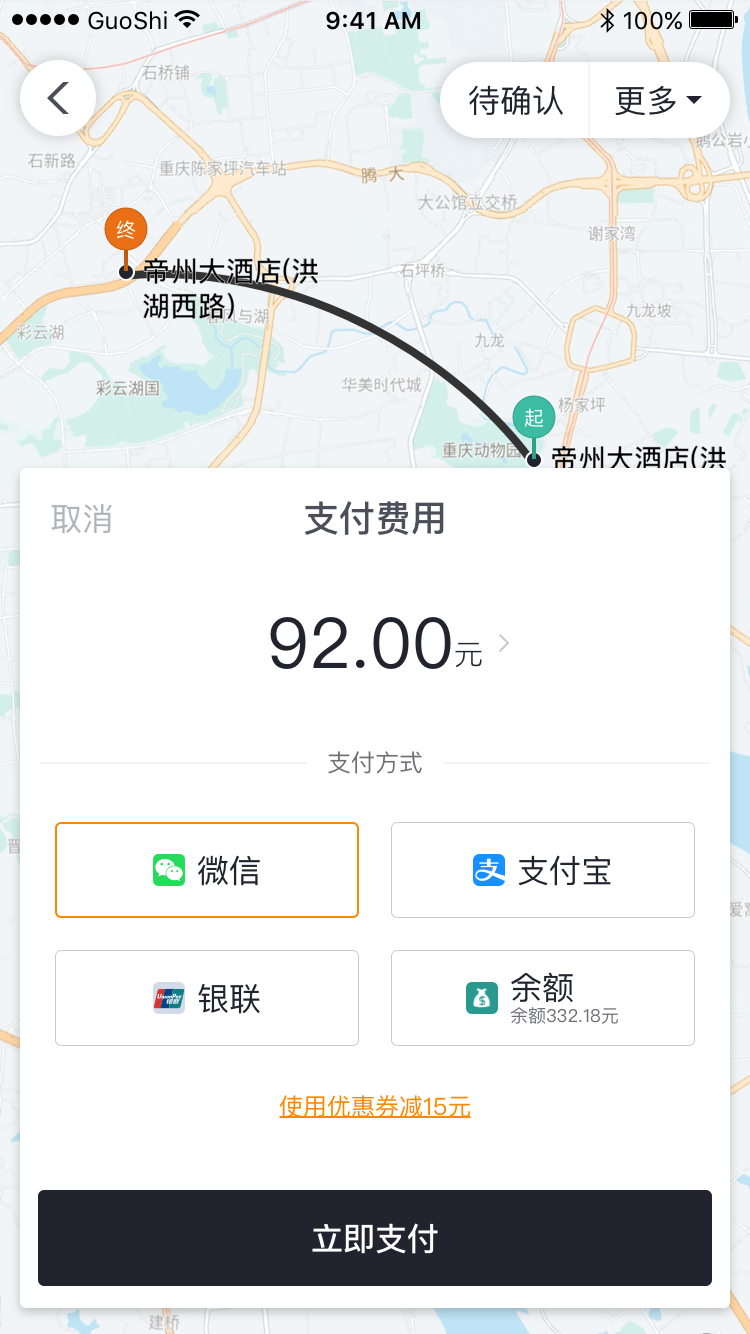 GuoShi
9:41 AM
100%
石桥铺
待确认
更多
鹅公岩
石新路
重庆陈家坪汽车站
腾大
大公馆立交桥
终
谢家湾
帝州大酒店(洪
湖西路)
石坪桥
九龙坡
彩云湖
九龙
彩云湖国
华美时代城
起
杨家坪
重庆动物园
帝州大酒店(洪
取消
支付费用
92.00元
支付方式
微信
支付宝
银联
余额
余额332.18元
使用优惠券减15元
立即支付
建桥